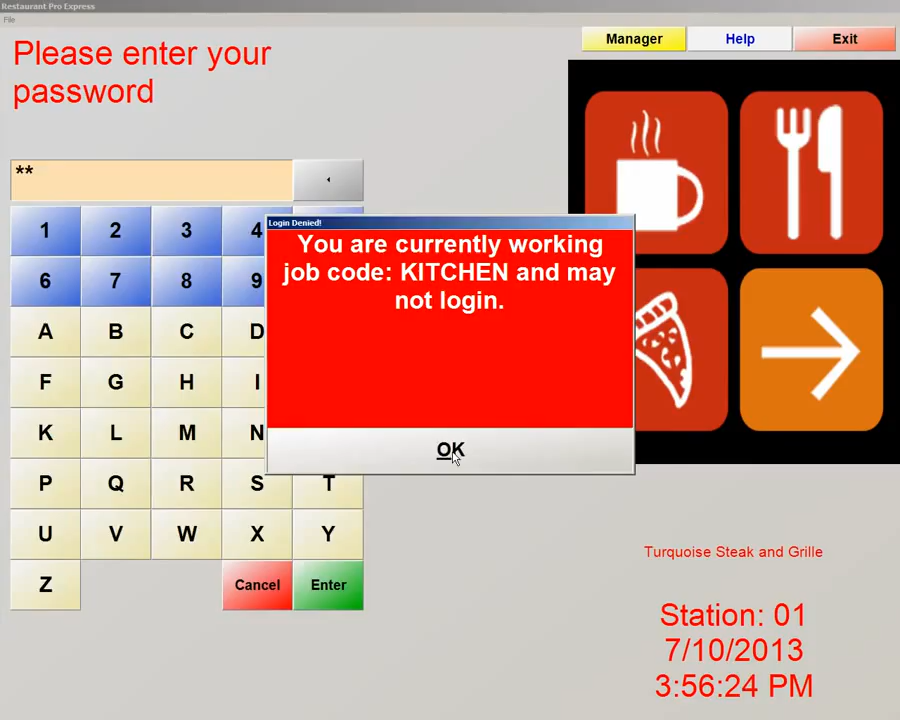 Restaurant Pro Express
File
Please enter your
password
Manager
Help
Exit
**
Login Denied!
You are currently working
job code: KITCHEN and may
not login.
OK
1 2 3 4
6 7 8 9
A B C D
F G H I
K L M N
P Q R S T
U V W X Y
Z
Cancel
Enter
Turquoise Steak and Grille
Station: 01
7/10/2013
3:56:24 PM